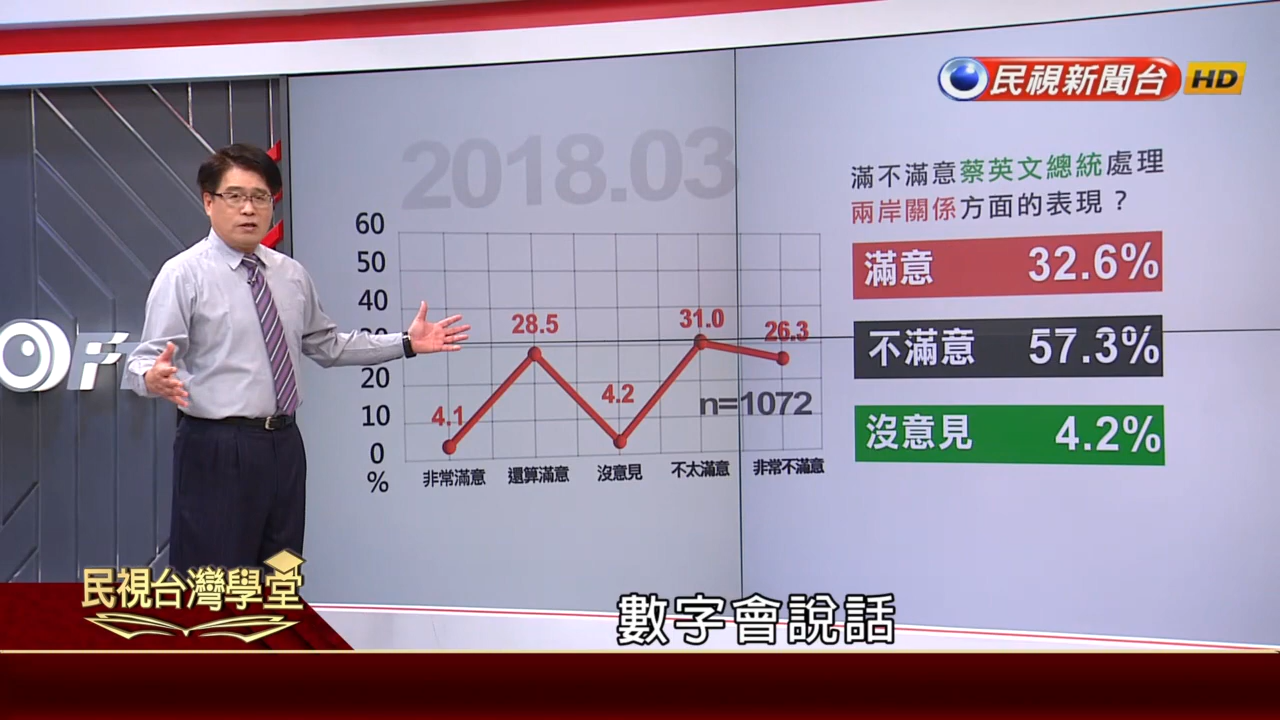 民視新聞台 HD
2018.03
滿不滿意蔡英文總統處理
兩岸關係方面的表現？
滿意 32.6%
不滿意 57.3%
沒意見 4.2%
60
50
40
20
10
0
%
4.1
28.5
4.2
31.0
26.3
n=1072
非常滿意 還算滿意 沒意見 不太滿意 非常不滿意
民視台灣學堂
數字會說話